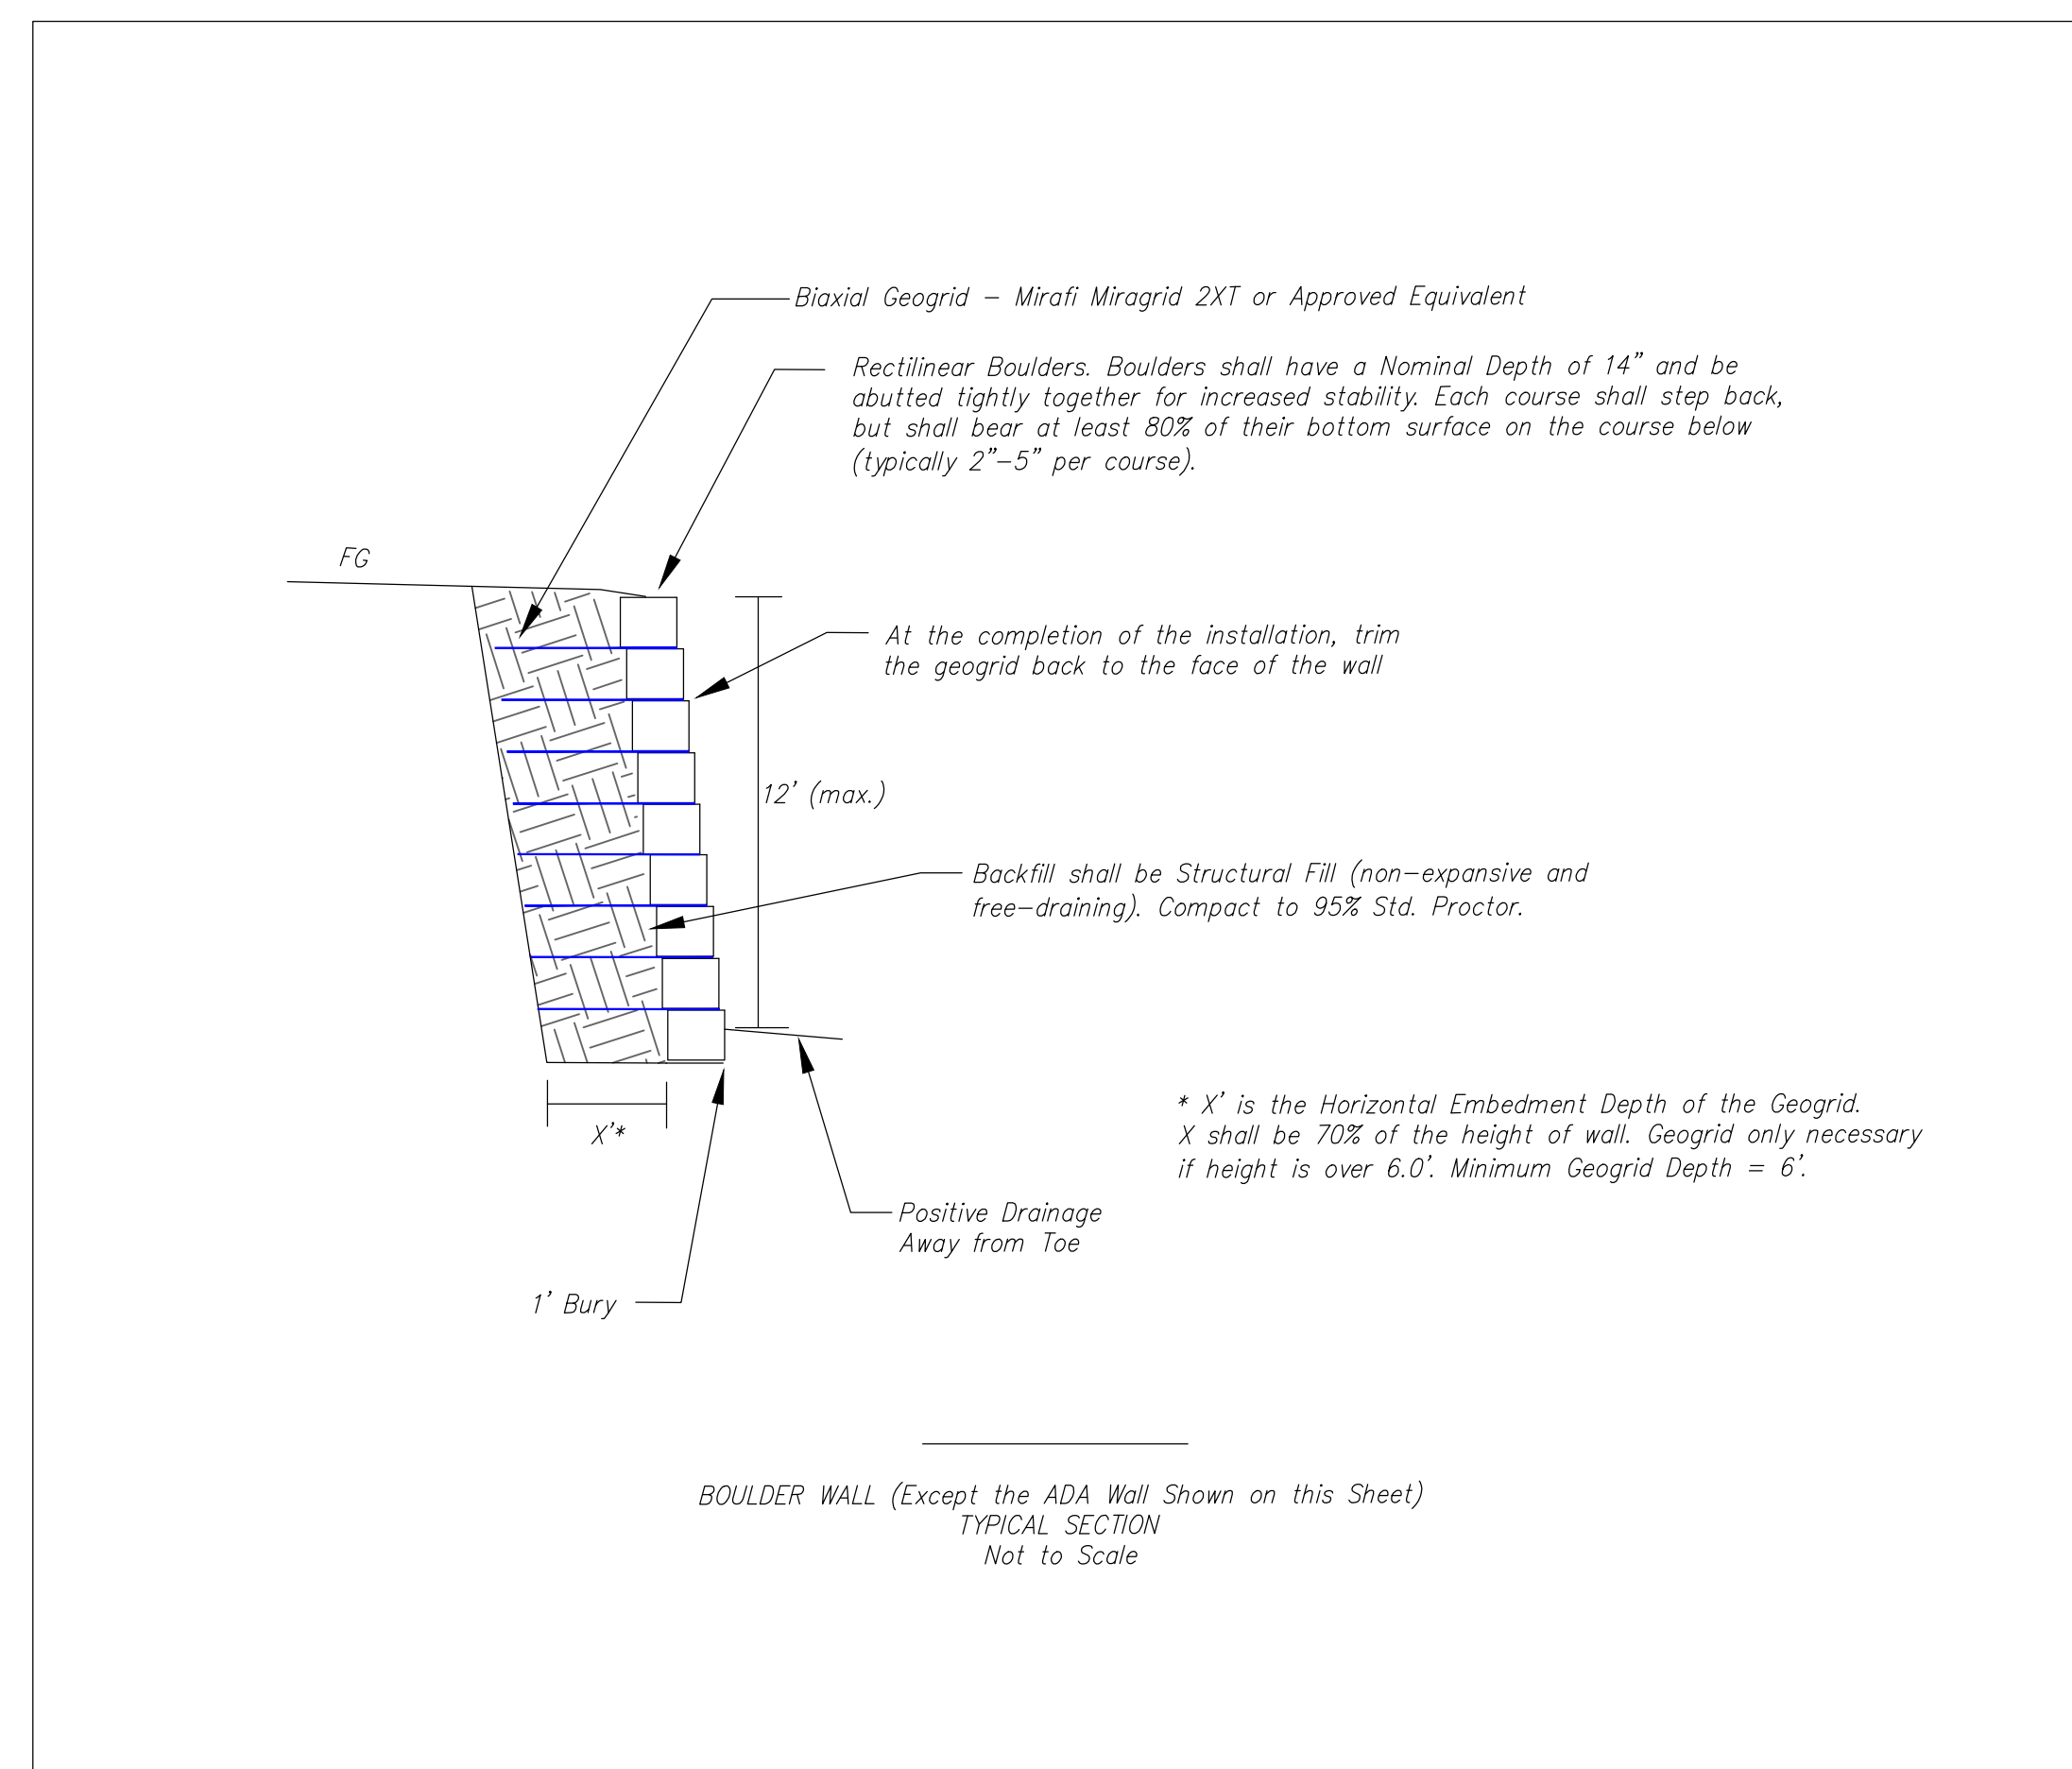 Biaxial Geogrid – Mirafi Miragrid 2XT or Approved Equivalent
Rectilinear Boulders. Boulders shall have a Nominal Depth of 14” and be
abutted tightly together for increased stability. Each course shall step back,
but shall bear at least 80% of their bottom surface on the course below
(typically 2”–5” per course).
FG
At the completion of the installation, trim
the geogrid back to the face of the wall
12’ (max.)
Backfill shall be Structural Fill (non–expansive and
free–draining). Compact to 95% Std. Proctor.
* X’ is the Horizontal Embedment Depth of the Geogrid.
X shall be 70% of the height of wall. Geogrid only necessary
if height is over 6.0’. Minimum Geogrid Depth = 6’.
X’*
Positive Drainage
Away from Toe
1’ Bury
BOULDER WALL (Except the ADA Wall Shown on this Sheet)
TYPICAL SECTION
Not to Scale